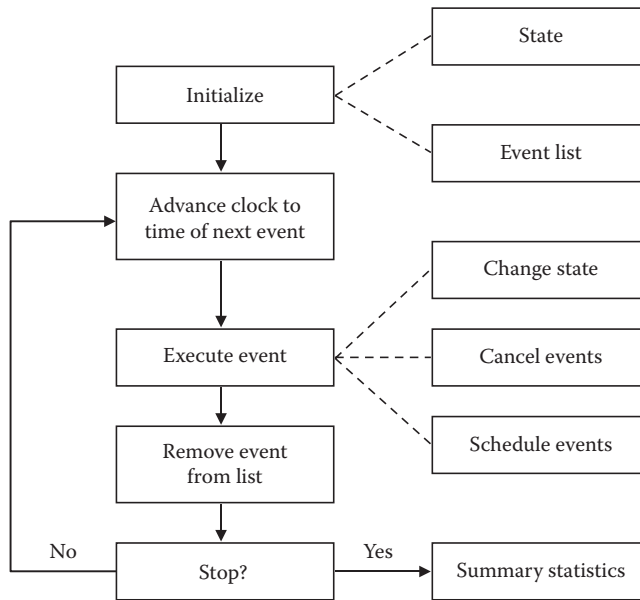 State
Initialize
Event list
Advance clock to
time of next event
Change state
Execute event
Cancel events
Schedule events
Remove event
from list
No
Stop?
Yes
Summary statistics